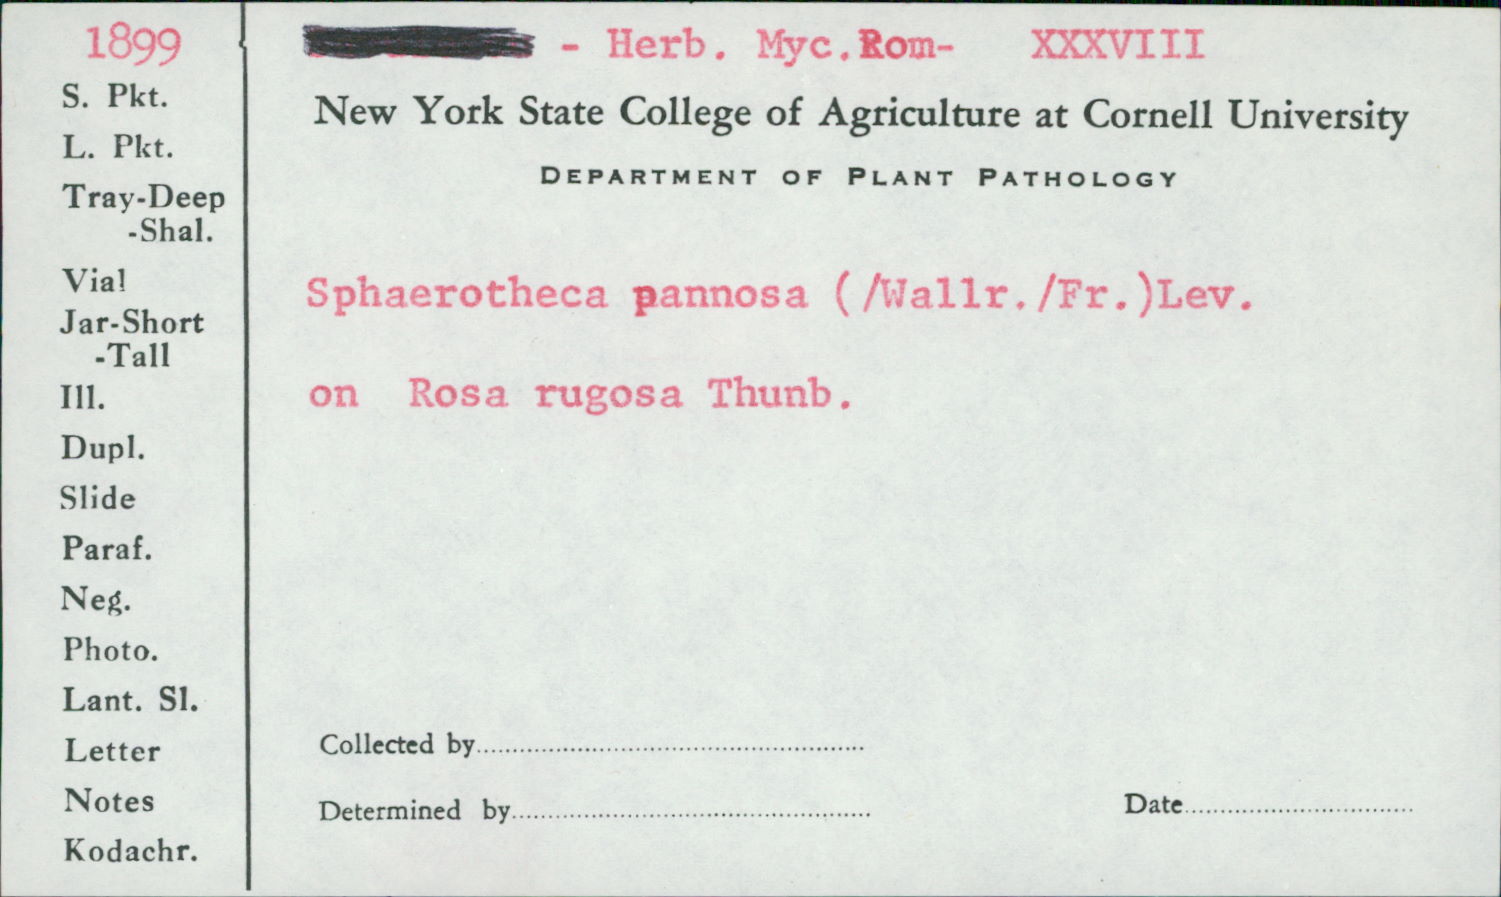 1899
- Herb. Myc.Rom- XXXVIII
New York State College of Agriculture at Cornell University
DEPARTMENT OF PLANT PATHOLOGY
S. Pkt.
L. Pkt.
Tray-Deep
-Shal.
Vial
Jar-Short
-Tall
Ill.
Dupl.
Slide
Paraf.
Neg.
Photo.
Lant. Sl.
Letter
Notes
Kodachr.
Sphaerotheca pannosa (/Wallr./Fr.)Lev.
on Rosa rugosa Thunb.
Collected by
Determined by
Date